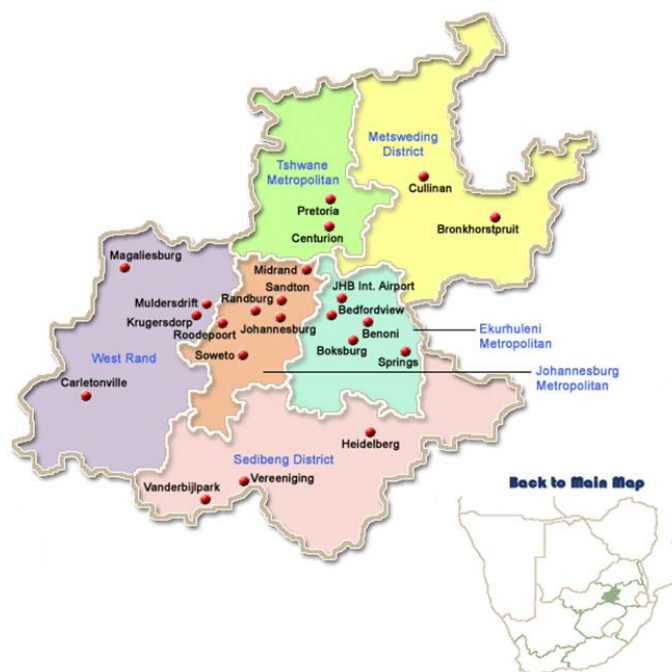 Metsweding
District
Tshwane
Metropolitan
Cullinan
Pretoria
Bronkhorstpruit
Centurion
Magaliesburg
Midrand
Sandton
JHB Int. Airport
Muldersdrift
Randburg
Bedfordview
Krugersdorp
Johannesburg
Roodepoort
Benoni
Ekurhuleni
Metropolitan
Boksburg
West Rand
Soweto
Springs
Johannesburg
Metropolitan
Carletonville
Heidelberg
Sedibeng District
Vereeniging
Vanderbijlpark
Back to Main Map